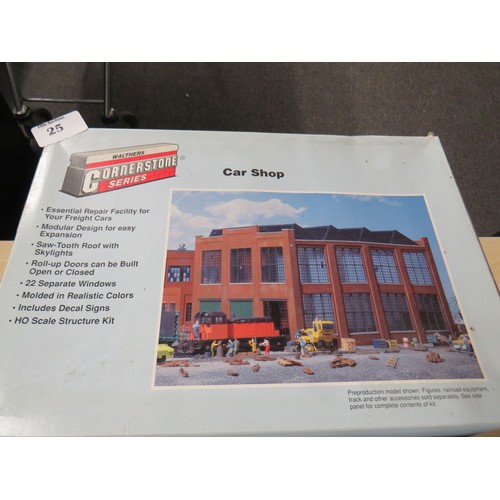 25
WALTHERS
CORNERSTONE®
SERIES
Car Shop
• Essential Repair Facility for
Your Freight Cars
• Modular Design for easy
Expansion
• Saw-Tooth Roof with
Skylights
• Roll-up Doors can be Built
Open or Closed
• 22 Separate Windows
• Molded in Realistic Colors
• Includes Decal Signs
• HO Scale Structure Kit
Preproduction model shown. Figures, railroad equipment,
track and other accessories sold separately. See side
panel for complete contents of kit.